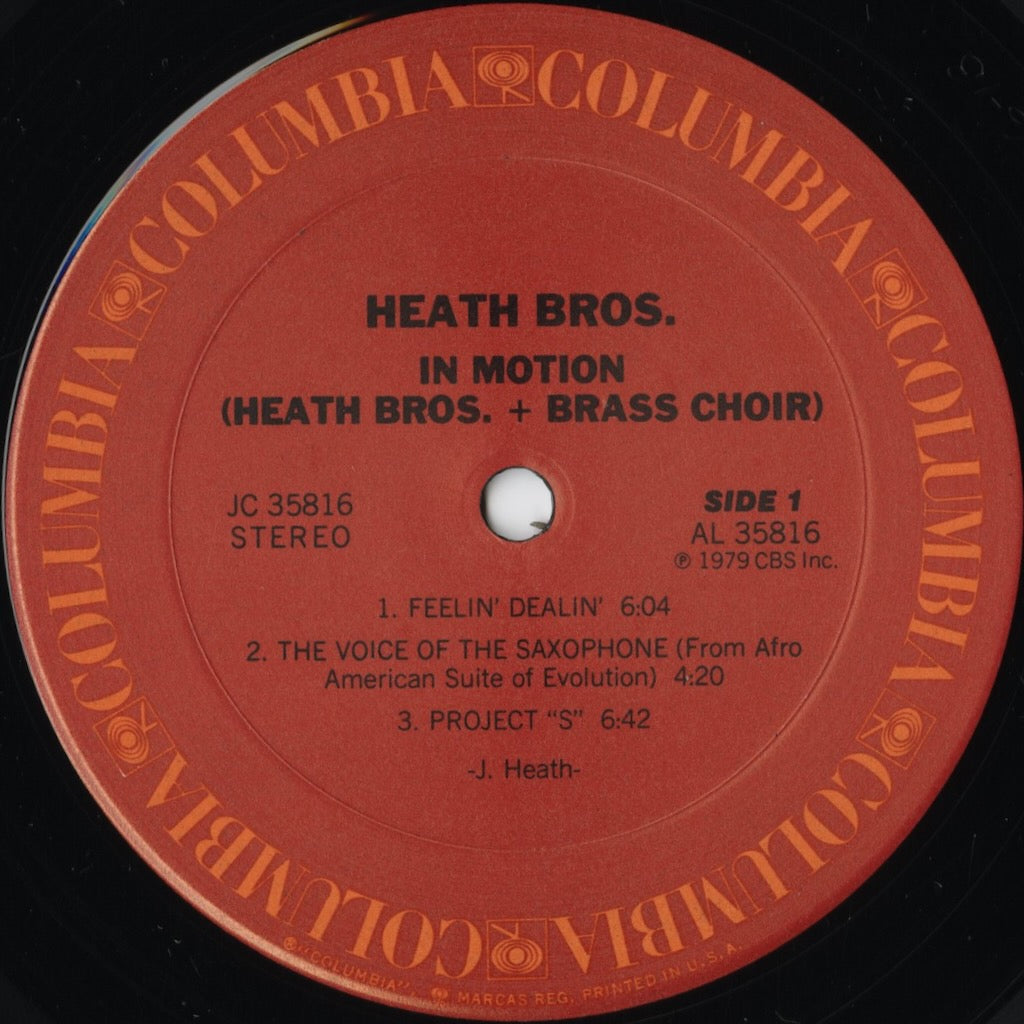 COLUMBIA COLUMBIA COLUMBIA COLUMBIA COLUMBIA COLUMBIA
HEATH BROS.
IN MOTION
(HEATH BROS. + BRASS CHOIR)
JC 35816
STEREO
SIDE 1
AL 35816
℗ 1979 CBS Inc.
1. FEELIN' DEALIN' 6:04
2. THE VOICE OF THE SAXOPHONE (From Afro
American Suite of Evolution) 4:20
3. PROJECT "S" 6:42
-J. Heath-
® "COLUMBIA", MARCAS REG. PRINTED IN U.S.A.